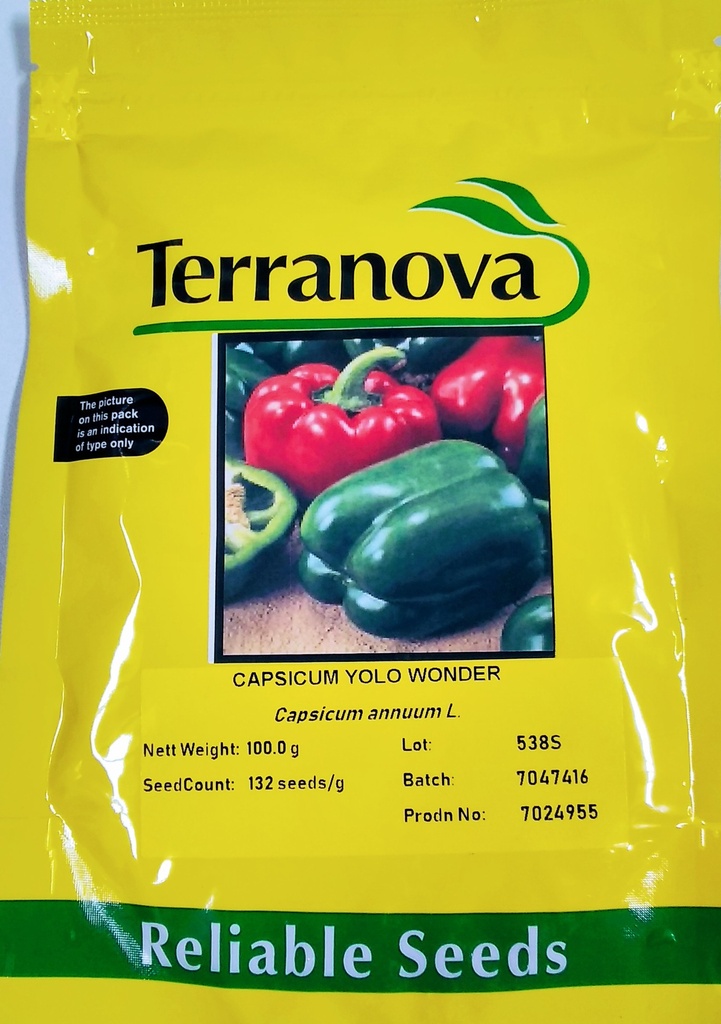 Terranova
The picture
on this pack
is an indication
of type only
CAPSICUM YOLO WONDER
Capsicum annuum L.
Nett Weight: 100.0 g
SeedCount: 132 seeds/g
Lot: 538S
Batch: 7047416
Prodn No: 7024955
Reliable Seeds